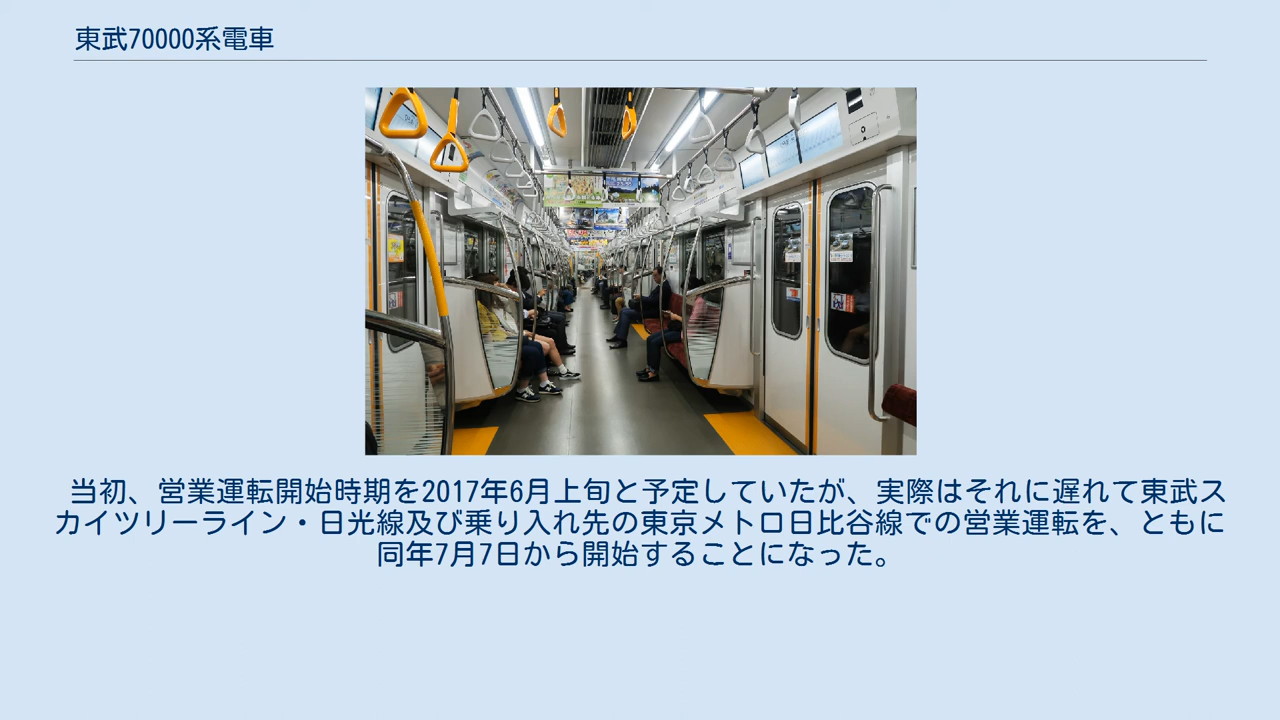 東武70000系電車
当初、営業運転開始時期を2017年6月上旬と予定していたが、実際はそれに遅れて東武ス
カイツリーライン・日光線及び乗り入れ先の東京メトロ日比谷線での営業運転を、ともに
同年7月7日から開始することになった。